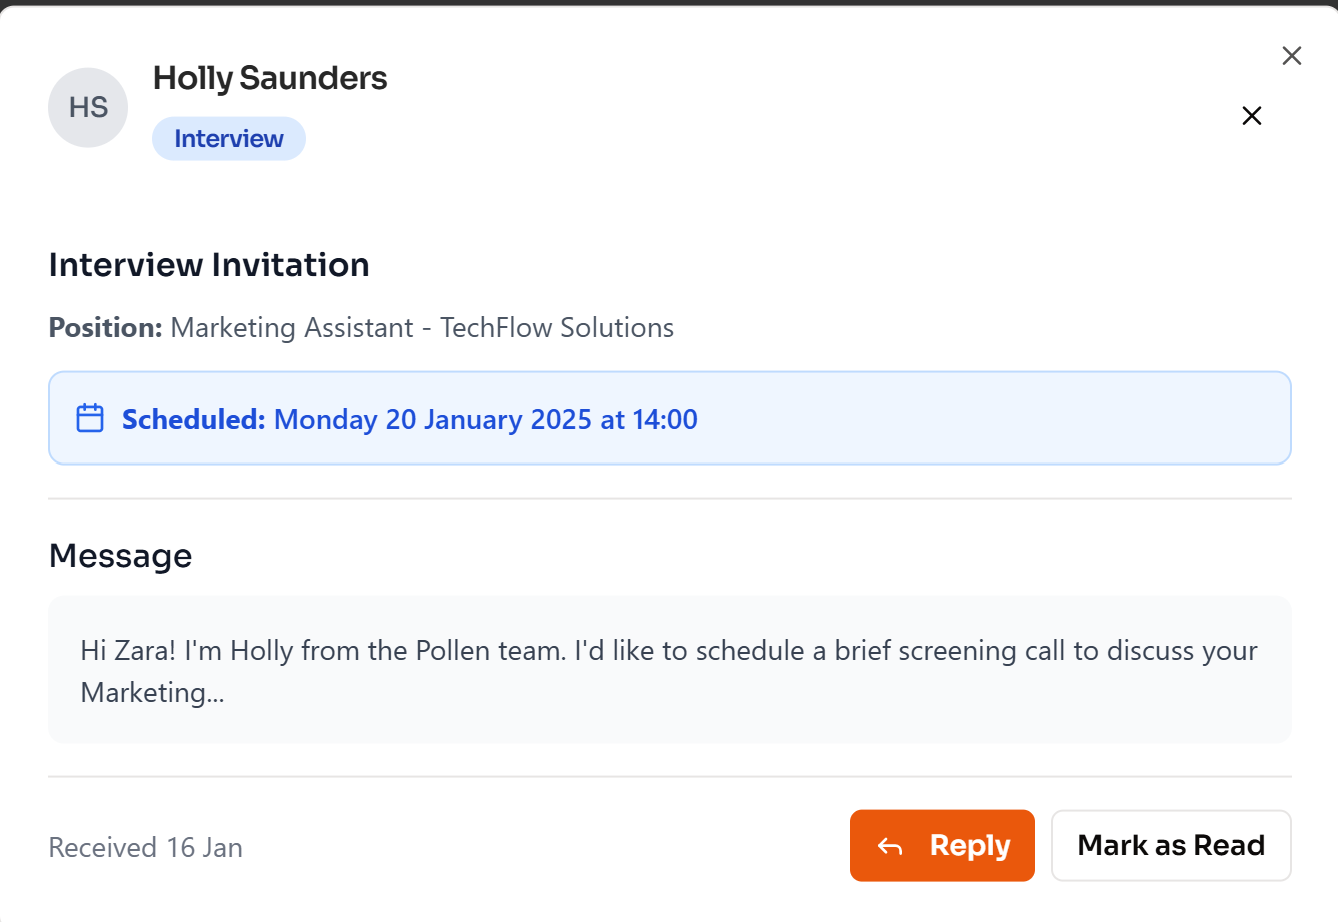 HS
Holly Saunders
Interview
Interview Invitation
Position: Marketing Assistant - TechFlow Solutions
Scheduled: Monday 20 January 2025 at 14:00
Message
Hi Zara! I'm Holly from the Pollen team. I'd like to schedule a brief screening call to discuss your
Marketing...
Received 16 Jan
Reply
Mark as Read